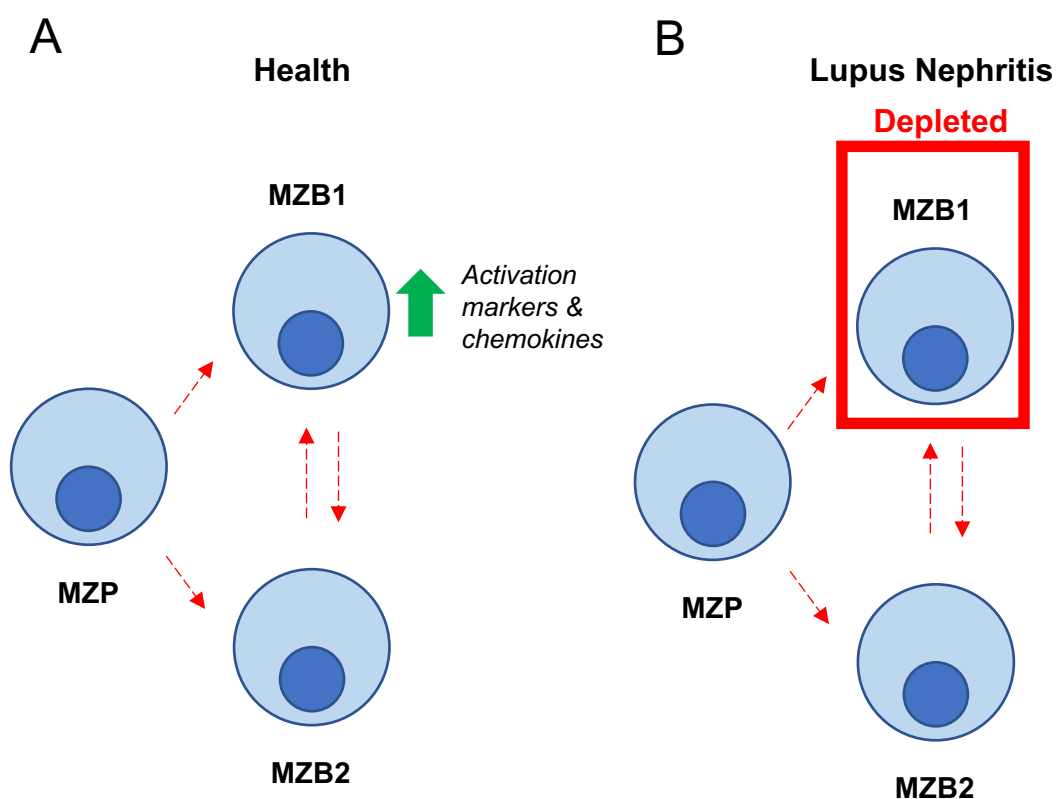 A
Health
MZB1
Activation
markers &
chemokines
MZP
MZB2
B
Lupus Nephritis
Depleted
MZB1
MZP
MZB2